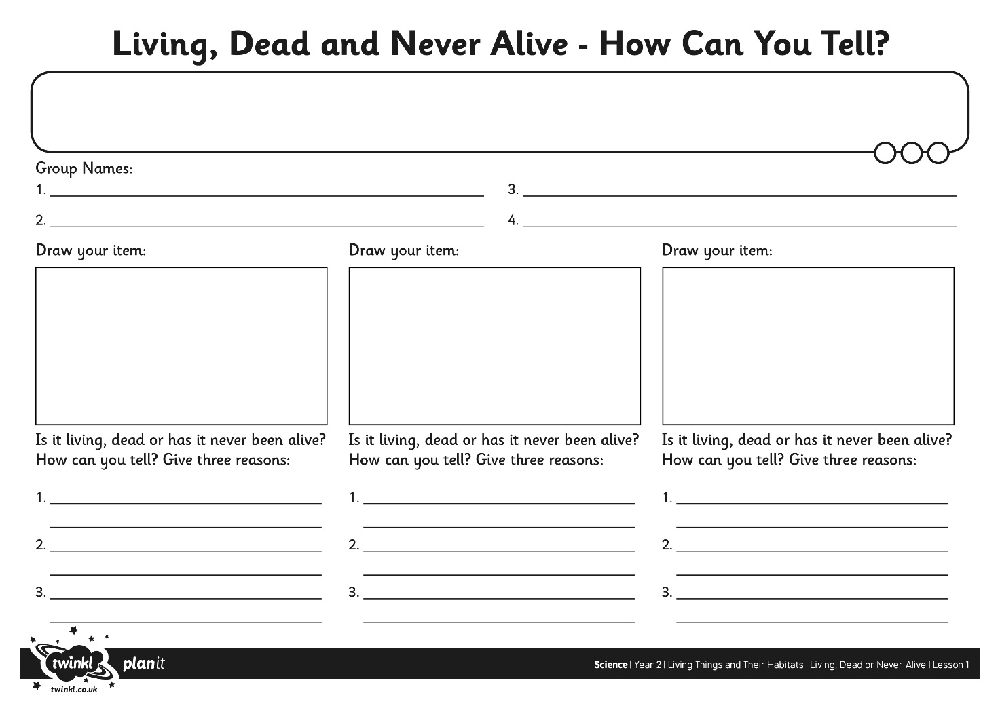 Living, Dead and Never Alive - How Can You Tell?
Group Names:
1.
3.
2.
4.
Draw your item:
Draw your item:
Draw your item:
Is it living, dead or has it never been alive?
How can you tell? Give three reasons:
1.
2.
3.
Is it living, dead or has it never been alive?
How can you tell? Give three reasons:
1.
2.
3.
Is it living, dead or has it never been alive?
How can you tell? Give three reasons:
1.
2.
3.
twinkl
planit
twinkl.co.uk
Science | Year 2 | Living Things and Their Habitats | Living, Dead or Never Alive | Lesson 1